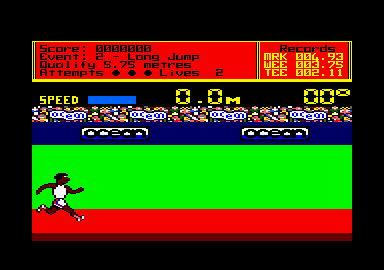 Score: 0000000
Event: 2 - Long Jump
Qualify 5.75 metres
Attempts ● ● ● Lives 2
Records
MRK 004.93
WEE 003.75
TEE 002.11
SPEED 0.0M 00°
ocean ocean ocean ocean
ocean ocean